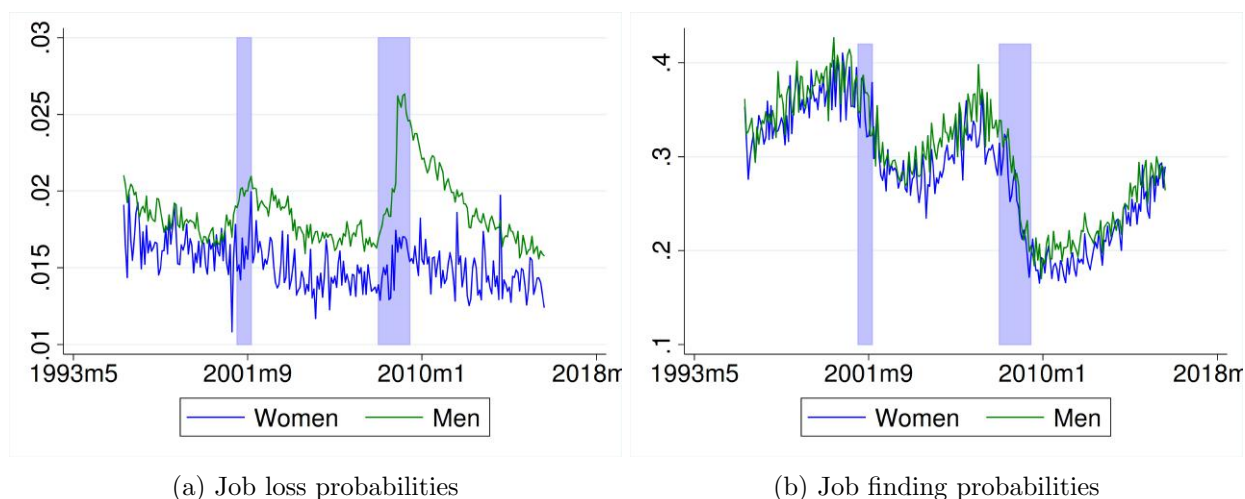 .03
.025
.02
.015
.01
1993m5 2001m9 2010m1 2018m
Women Men
(a) Job loss probabilities
.4
.3
.2
.1
1993m5 2001m9 2010m1 2018m
Women Men
(b) Job finding probabilities